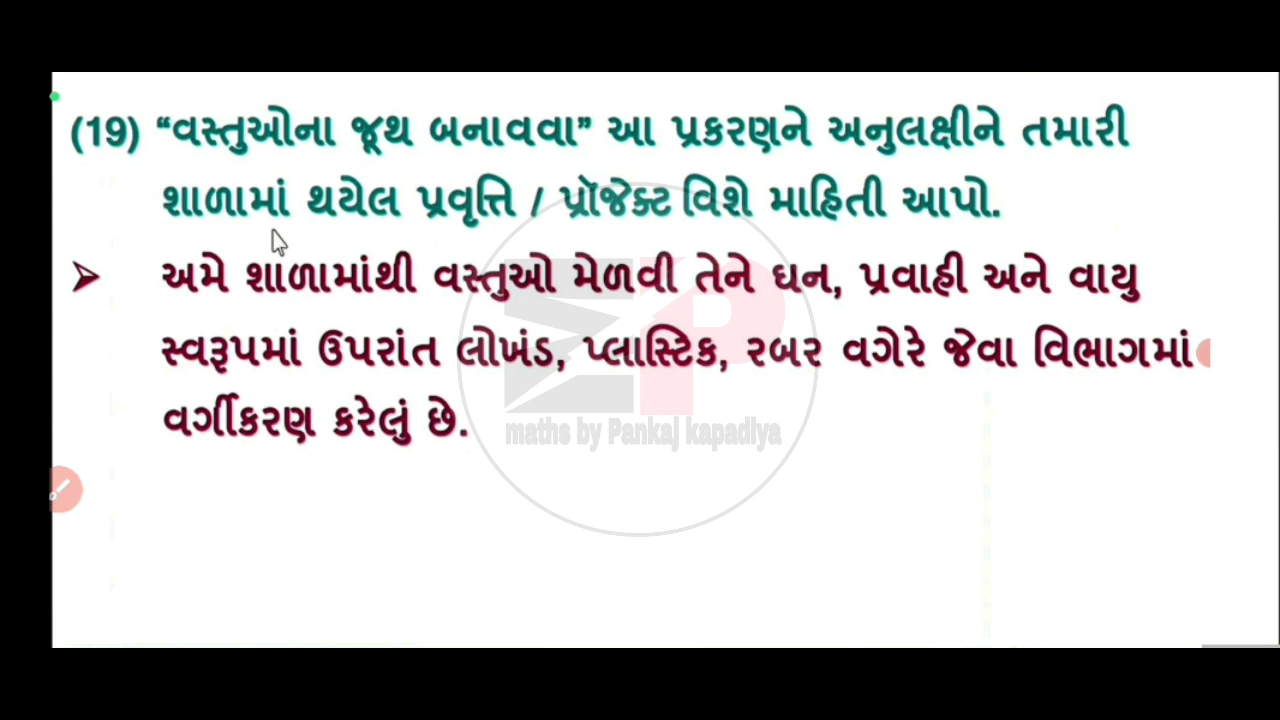 (19) “વસ્તુઓના જૂથ બનાવવા” આ પ્રકરણને અનુલક્ષીને તમારી
શાળામાં થયેલ પ્રવૃત્તિ / પ્રૉજેક્ટ વિશે માહિતી આપો.
➢ અમે શાળામાંથી વસ્તુઓ મેળવી તેને ઘન, પ્રવાહી અને વાયુ
સ્વરૂપમાં ઉપરાંત લોખંડ, પ્લાસ્ટિક, રબર વગેરે જેવા વિભાગમાં
વર્ગીકરણ કરેલું છે.
maths by Pankaj kapadiya